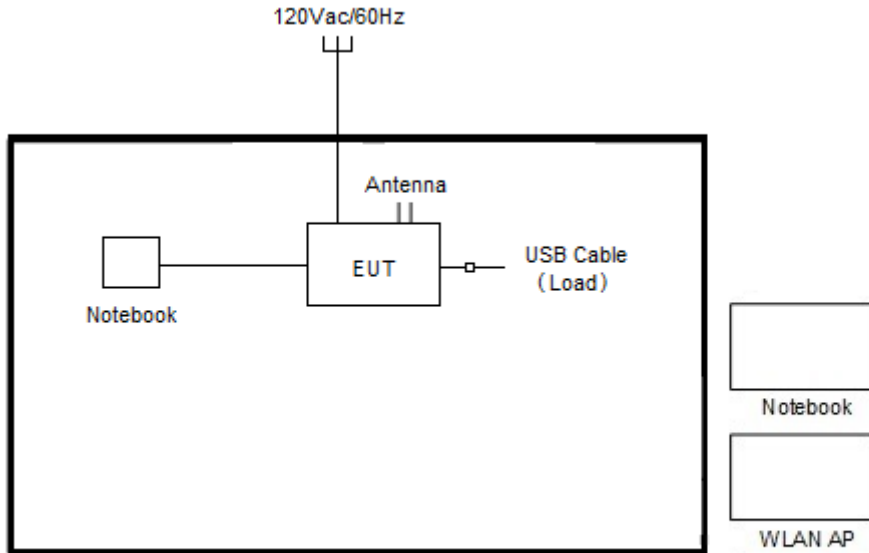 120Vac/60Hz
Antenna
EUT
USB Cable
（Load）
Notebook
Notebook
WLAN AP